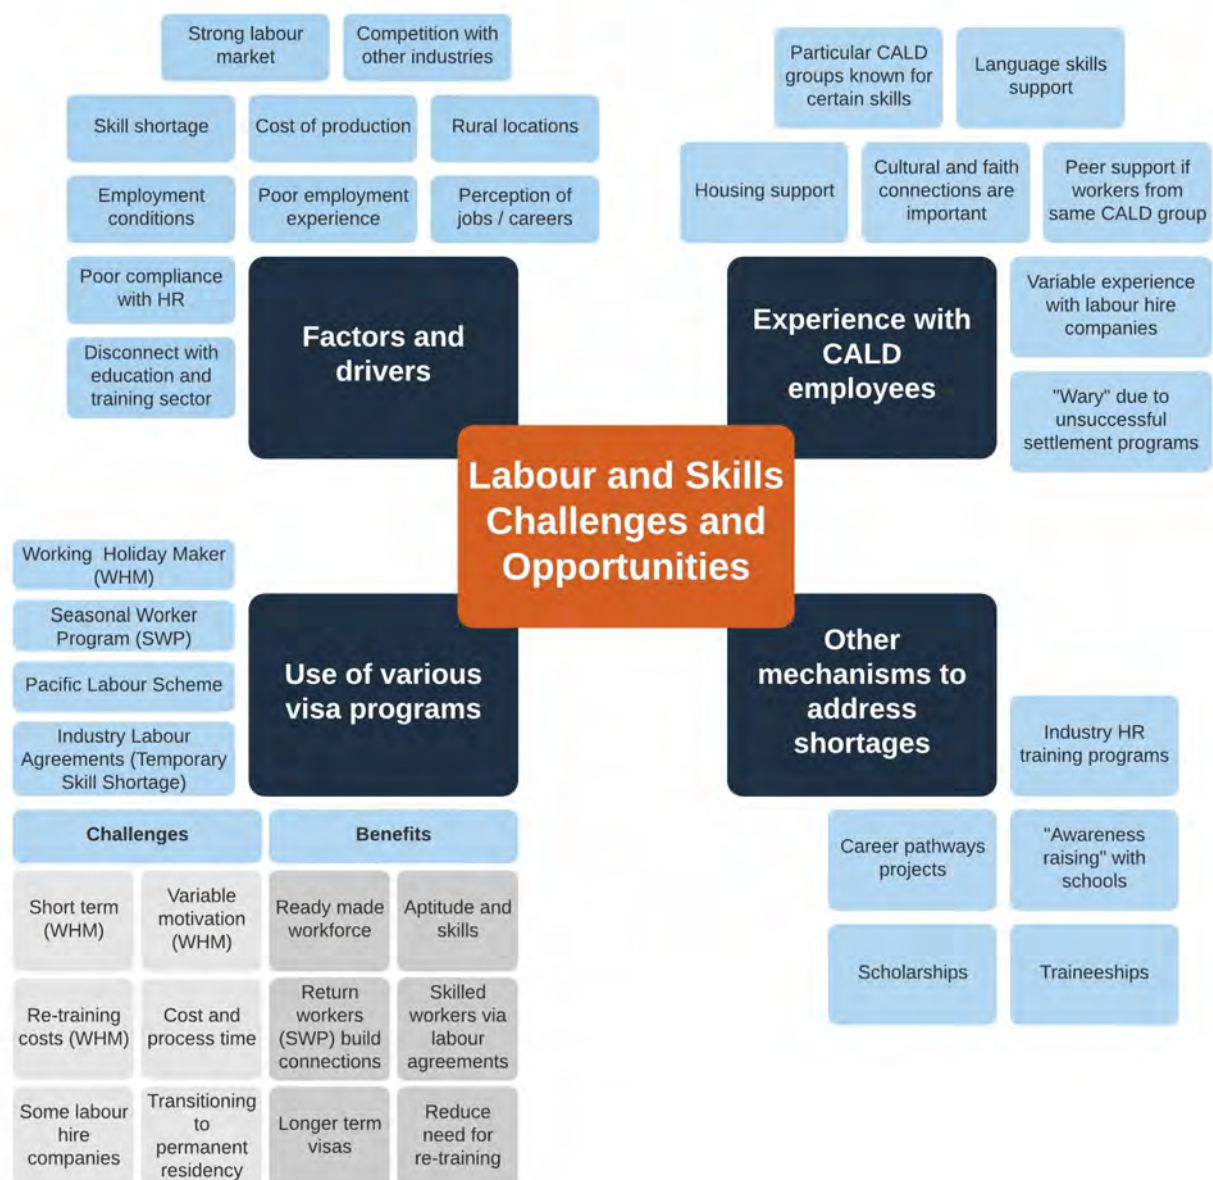 Strong labour
market
Competition with
other industries
Skill shortage
Cost of production
Rural locations
Employment
conditions
Poor employment
experience
Perception of
jobs / careers
Poor compliance
with HR
Disconnect with
education and
training sector
Factors and
drivers
Particular CALD
groups known for
certain skills
Language skills
support
Housing support
Cultural and faith
connections are
important
Peer support if
workers from
same CALD group
Experience with
CALD
employees
Variable experience
with labour hire
companies
"Wary" due to
unsuccessful
settlement programs
Labour and Skills
Challenges and
Opportunities
Working Holiday Maker
(WHM)
Seasonal Worker
Program (SWP)
Pacific Labour Scheme
Industry Labour
Agreements (Temporary
Skill Shortage)
Use of various
visa programs
Challenges
Benefits
Short term
(WHM)
Variable
motivation
(WHM)
Ready made
workforce
Aptitude and
skills
Re-training
costs (WHM)
Cost and
process time
Return
workers
(SWP) build
connections
Skilled
workers via
labour
agreements
Some labour
hire
companies
Transitioning
to
permanent
residency
Longer term
visas
Reduce
need for
re-training
Other
mechanisms to
address
shortages
Industry HR
training programs
Career pathways
projects
"Awareness
raising" with
schools
Scholarships
Traineeships